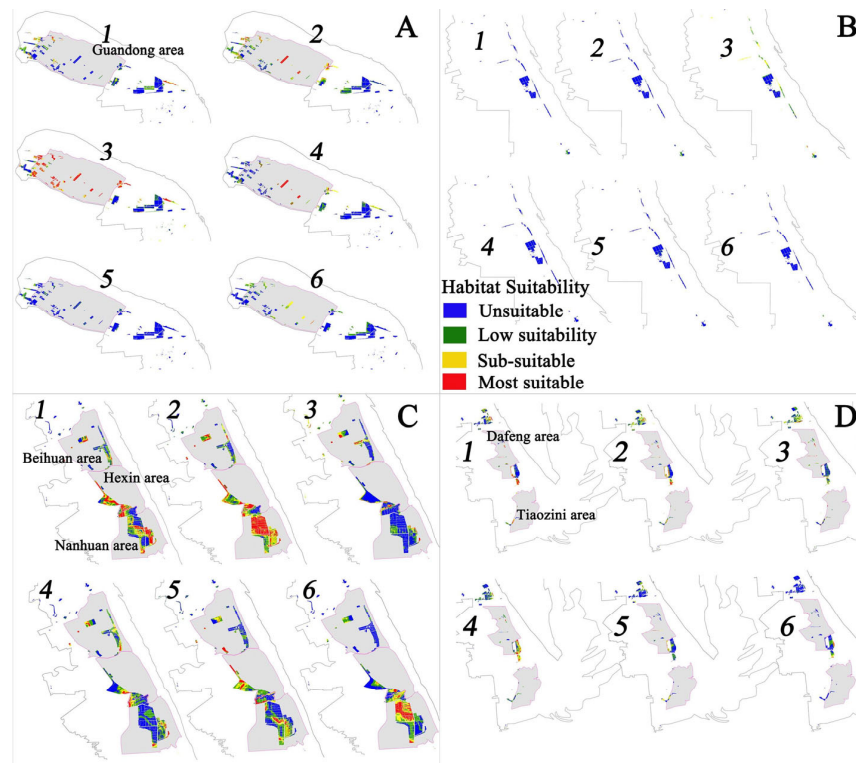 A
1
Guandong area
2
3
4
5
6
B
1
2
3
4
5
6
Habitat Suitability
Unsuitable
Low suitability
Sub-suitable
Most suitable
C
1
2
3
Beihuan area
Hexin area
Nanhuan area
4
5
6
D
Dafeng area
1
2
3
Tiaozini area
4
5
6